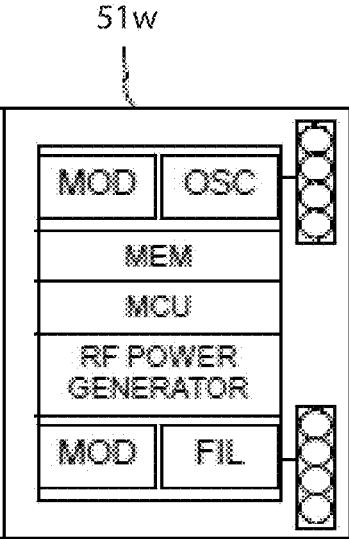 51w
MOD OSC
MEM
MCU
RF POWER
GENERATOR
MOD FIL